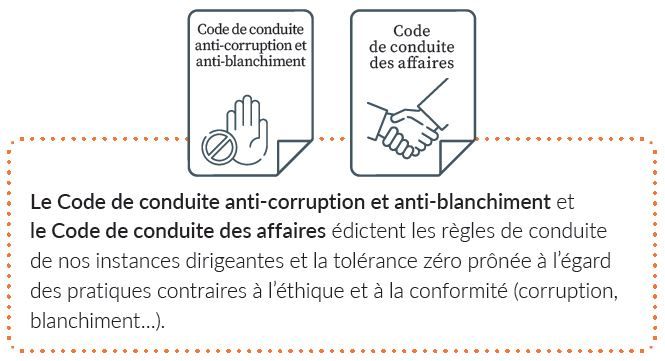 Code de conduite
anti-corruption et
anti-blanchiment
Code
de conduite
des affaires
Le Code de conduite anti-corruption et anti-blanchiment et
le Code de conduite des affaires édictent les règles de conduite
de nos instances dirigeantes et la tolérance zéro prônée à l’égard
des pratiques contraires à l’éthique et à la conformité (corruption,
blanchiment...).